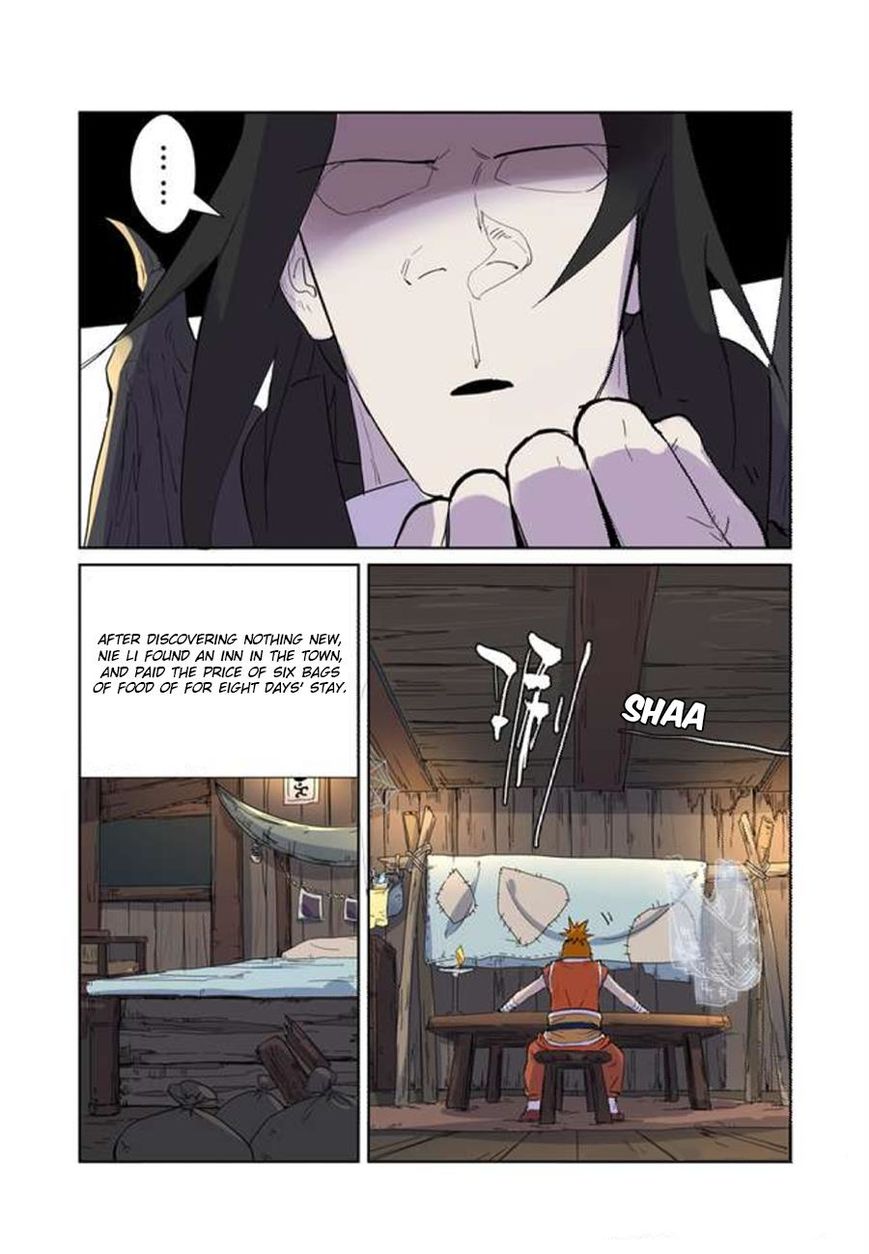 ......
AFTER DISCOVERING NOTHING NEW,
NIE LI FOUND AN INN IN THE TOWN,
AND PAID THE PRICE OF SIX BAGS
OF FOOD OF FOR EIGHT DAYS' STAY.
SHAA